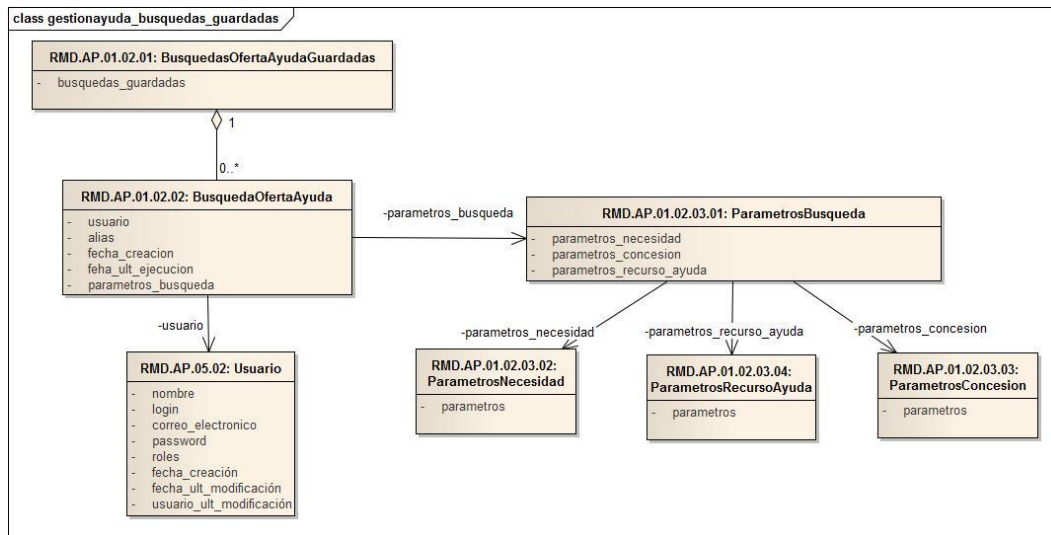 class gestionayuda_busquedas_guardadas
RMD.AP.01.02.01: BusquedasOfertaAyudaGuardadas
- busquedas_guardadas
1
0..*
RMD.AP.01.02.02: BusquedaOfertaAyuda
- usuario
- alias
- fecha_creacion
- feha_ult_ejecucion
- parametros_busqueda
-parametros_busqueda
RMD.AP.01.02.03.01: ParametrosBusqueda
- parametros_necesidad
- parametros_concesion
- parametros_recurso_ayuda
-usuario
-parametros_necesidad
-parametros_recurso_ayuda
-parametros_concesion
RMD.AP.05.02: Usuario
- nombre
- login
- correo_electronico
- password
- roles
- fecha_creación
- fecha_ult_modificación
- usuario_ult_modificación
RMD.AP.01.02.03.02:
ParametrosNecesidad
- parametros
RMD.AP.01.02.03.04:
ParametrosRecursoAyuda
- parametros
RMD.AP.01.02.03.03:
ParametrosConcesion
- parametros